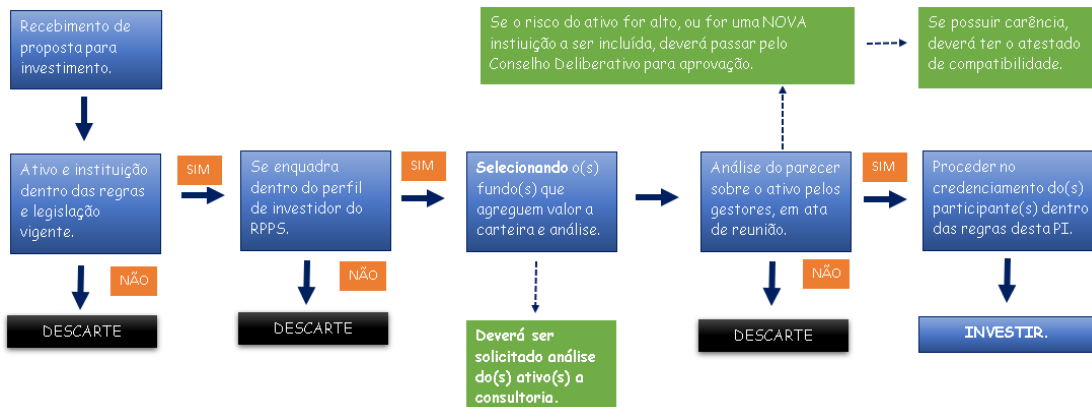 Recebimento de
proposta para
investimento.
Se o risco do ativo for alto, ou for uma NOVA
instiuição a ser incluída, deverá passar pelo
Conselho Deliberativo para aprovação.
Se possuir carência,
deverá ter o atestado
de compatibilidade.
Ativo e instituição
dentro das regras
e legislação
vigente.
SIM
Se enquadra
dentro do perfil
de investidor do
RPPS.
SIM
Selecionando o(s)
fundo(s) que
agreguem valor a
carteira e análise.
Análise do parecer
sobre o ativo pelos
gestores, em ata
de reunião.
SIM
Proceder no
credenciamento do(s)
participante(s) dentro
das regras desta PI.
NÃO
NÃO
NÃO
DESCARTE
DESCARTE
Deverá ser
solicitado análise
do(s) ativo(s) a
consultoria.
DESCARTE
INVESTIR.